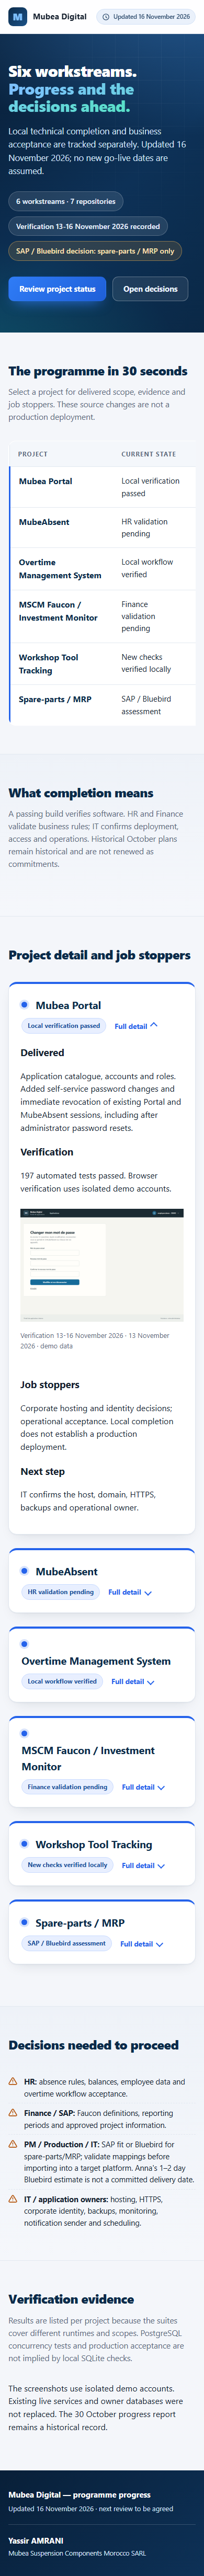 M Mubea Digital Updated 16 November 2026
Six workstreams.
Progress and the
decisions ahead.
Local technical completion and business
acceptance are tracked separately. Updated 16
November 2026; no new go-live dates are
assumed.
6 workstreams · 7 repositories
Verification 13-16 November 2026 recorded
SAP / Bluebird decision: spare-parts / MRP only
Review project status Open decisions
The programme in 30 seconds
Select a project for delivered scope, evidence and
job stoppers. These source changes are not a
production deployment.
PROJECT CURRENT STATE
Mubea Portal Local verification
passed
MubeAbsent HR validation
pending
Overtime Local workflow
Management System verified
MSCM Faucon / Finance
Investment Monitor validation
pending
Workshop Tool New checks
Tracking verified locally
Spare-parts / MRP SAP / Bluebird
assessment
What completion means
A passing build verifies software. HR and Finance
validate business rules; IT confirms deployment,
access and operations. Historical October plans
remain historical and are not renewed as
commitments.
Project detail and job stoppers
Mubea Portal
Local verification passed Full detail
Delivered
Application catalogue, accounts and roles.
Added self-service password changes and
immediate revocation of existing Portal and
MubeAbsent sessions, including after
administrator password resets.
Verification
197 automated tests passed. Browser
verification uses isolated demo accounts.
Changer mon mot de passe
Verification 13-16 November 2026 · 13 November
2026 · demo data
Job stoppers
Corporate hosting and identity decisions;
operational acceptance. Local completion
does not establish a production
deployment.
Next step
IT confirms the host, domain, HTTPS,
backups and operational owner.
MubeAbsent
HR validation pending Full detail
Overtime Management System
Local workflow verified Full detail
MSCM Faucon / Investment
Monitor
Finance validation pending Full detail
Workshop Tool Tracking
New checks verified locally Full detail
Spare-parts / MRP
SAP / Bluebird assessment Full detail
Decisions needed to proceed
HR: absence rules, balances, employee data and
overtime workflow acceptance.
Finance / SAP: Faucon definitions, reporting
periods and approved project information.
PM / Production / IT: SAP fit or Bluebird for
spare-parts/MRP; validate mappings before
importing into a target platform. Anna's 1–2 day
Bluebird estimate is not a committed delivery date.
IT / application owners: hosting, HTTPS,
corporate identity, backups, monitoring,
notification sender and scheduling.
Verification evidence
Results are listed per project because the suites
cover different runtimes and scopes. PostgreSQL
concurrency tests and production acceptance are
not implied by local SQLite checks.
The screenshots use isolated demo accounts.
Existing live services and owner databases were
not replaced. The 30 October progress report
remains a historical record.
Mubea Digital — programme progress
Updated 16 November 2026 · next review to be agreed
Yassir AMRANI
Mubea Suspension Components Morocco SARL